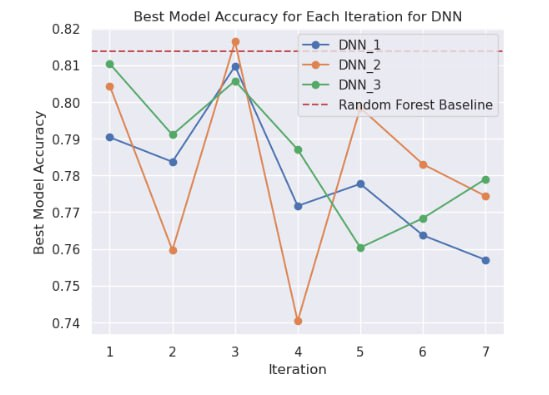 Best Model Accuracy for Each Iteration for DNN
0.82
0.81
0.80
0.79
0.78
0.77
0.76
0.75
0.74
Best Model Accuracy
DNN_1
DNN_2
DNN_3
Random Forest Baseline
1 2 3 4 5 6 7
Iteration